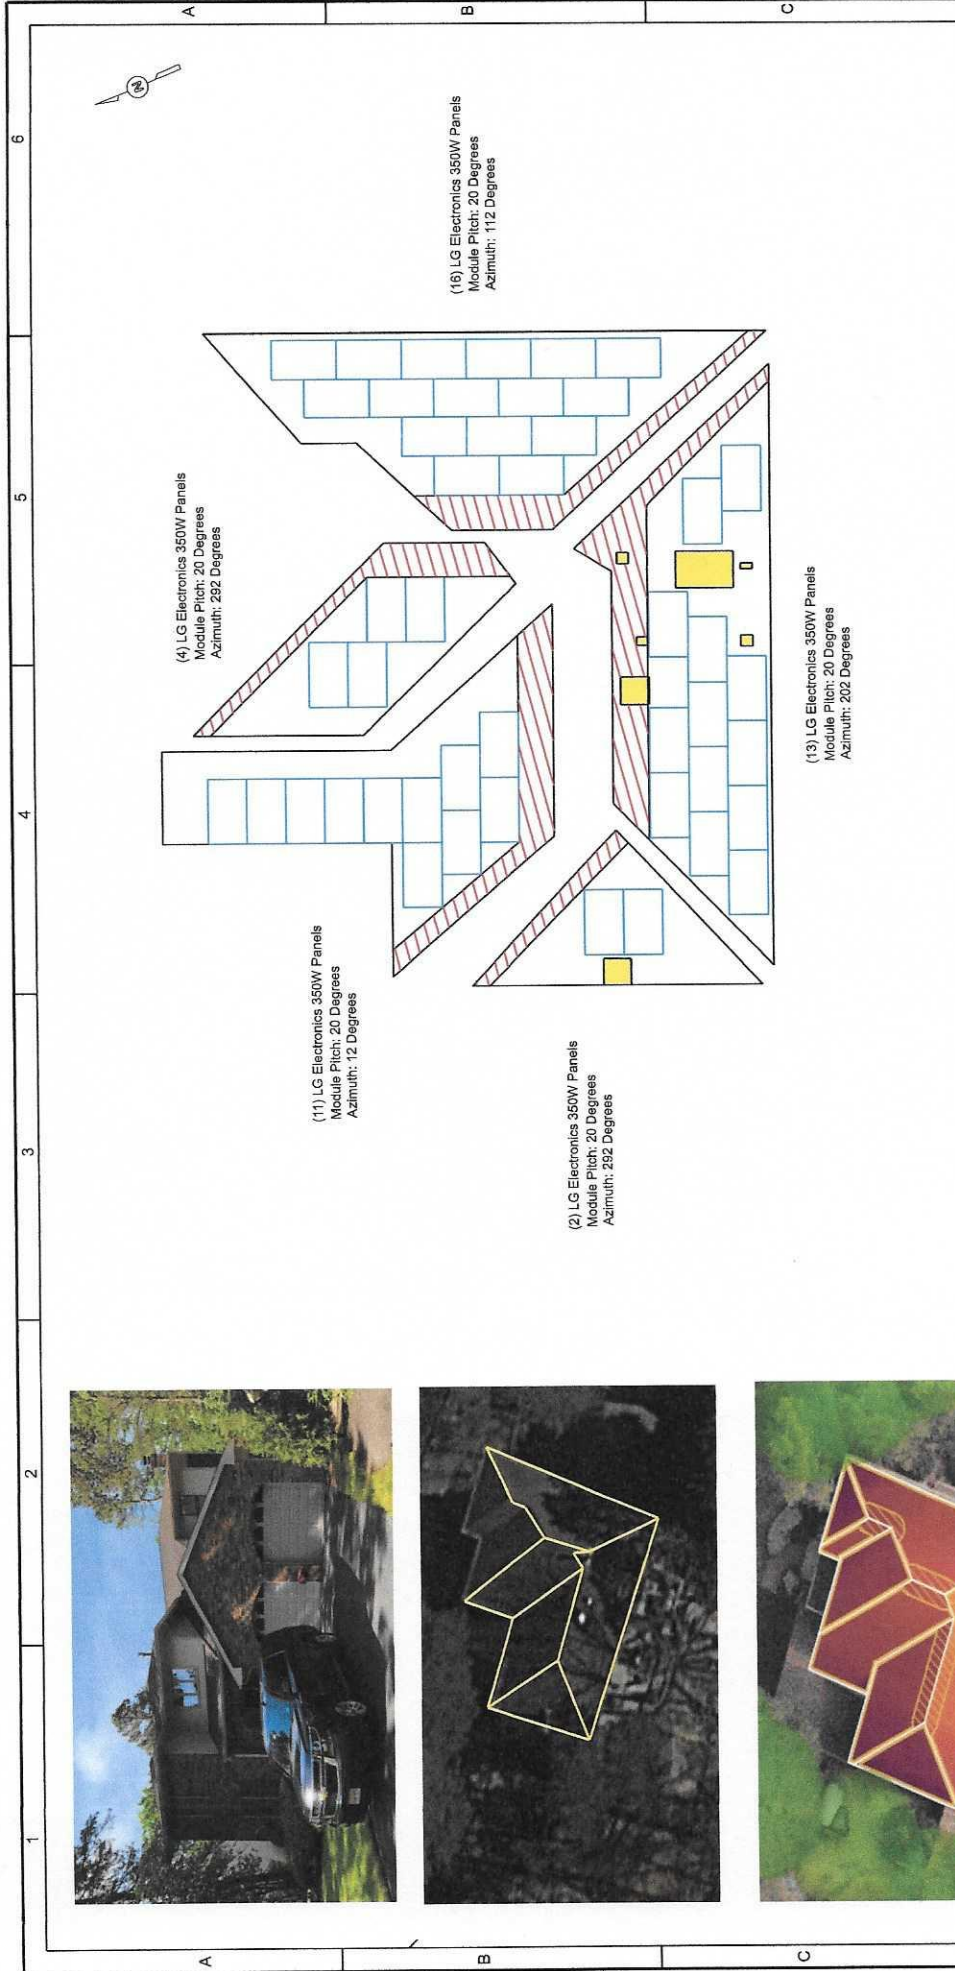 1
2
3
4
5
6
A
B
C
A
B
C
N
(4) LG Electronics 350W Panels
Module Pitch: 20 Degrees
Azimuth: 292 Degrees
(16) LG Electronics 350W Panels
Module Pitch: 20 Degrees
Azimuth: 112 Degrees
(11) LG Electronics 350W Panels
Module Pitch: 20 Degrees
Azimuth: 12 Degrees
(2) LG Electronics 350W Panels
Module Pitch: 20 Degrees
Azimuth: 292 Degrees
(13) LG Electronics 350W Panels
Module Pitch: 20 Degrees
Azimuth: 202 Degrees